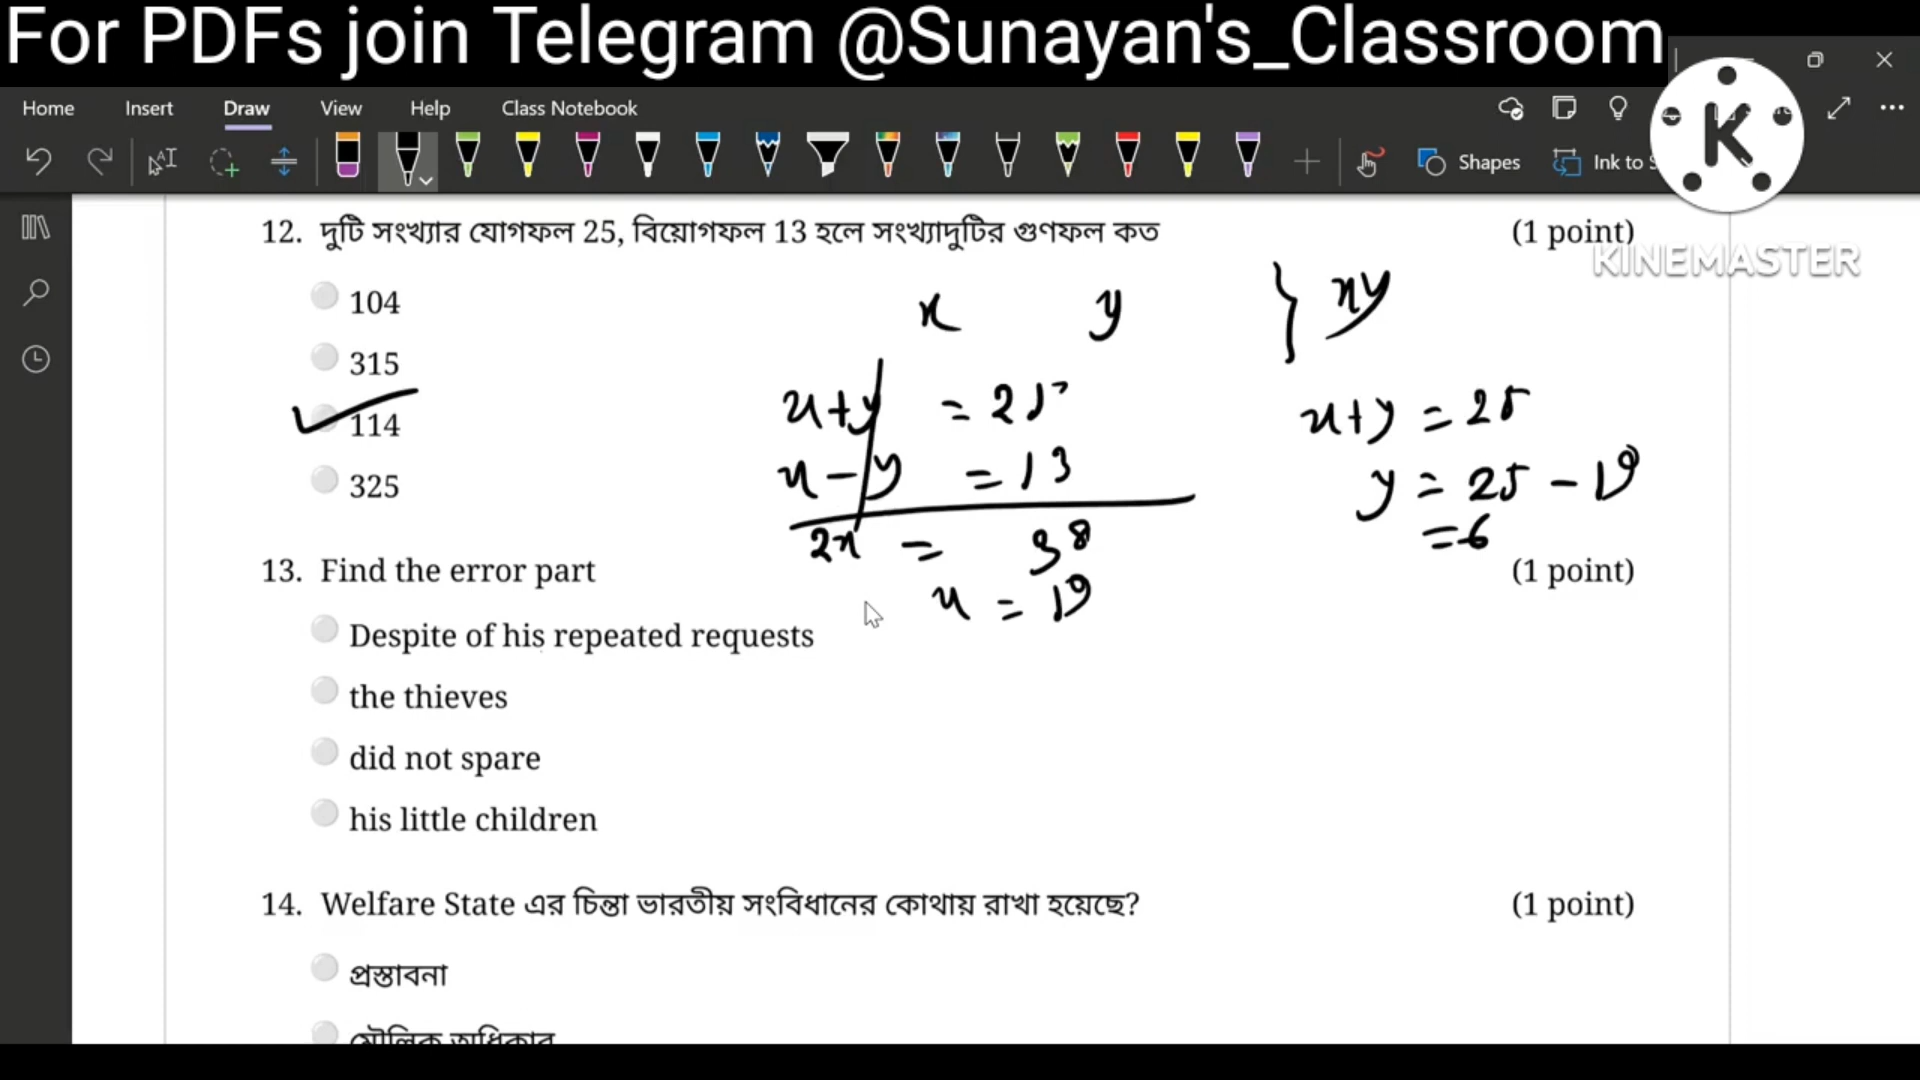 For PDFs join Telegram @Sunayan's_Classroom
Home Insert Draw View Help Class Notebook
Shapes Ink to S
K
KINEMASTER
12. দুটি সংখ্যার যোগফল 25, বিয়োগফল 13 হলে সংখ্যাদুটির গুণফল কত (1 point)
104
315
114
325
x y } xy
x+y = 25
x-y = 13
2x = 38
x = 19
x+y = 25
y = 25 - 19
= 6
13. Find the error part (1 point)
Despite of his repeated requests
the thieves
did not spare
his little children
14. Welfare State এর চিন্তা ভারতীয় সংবিধানের কোথায় রাখা হয়েছে? (1 point)
প্রস্তাবনা
মৌলিক অধিকার